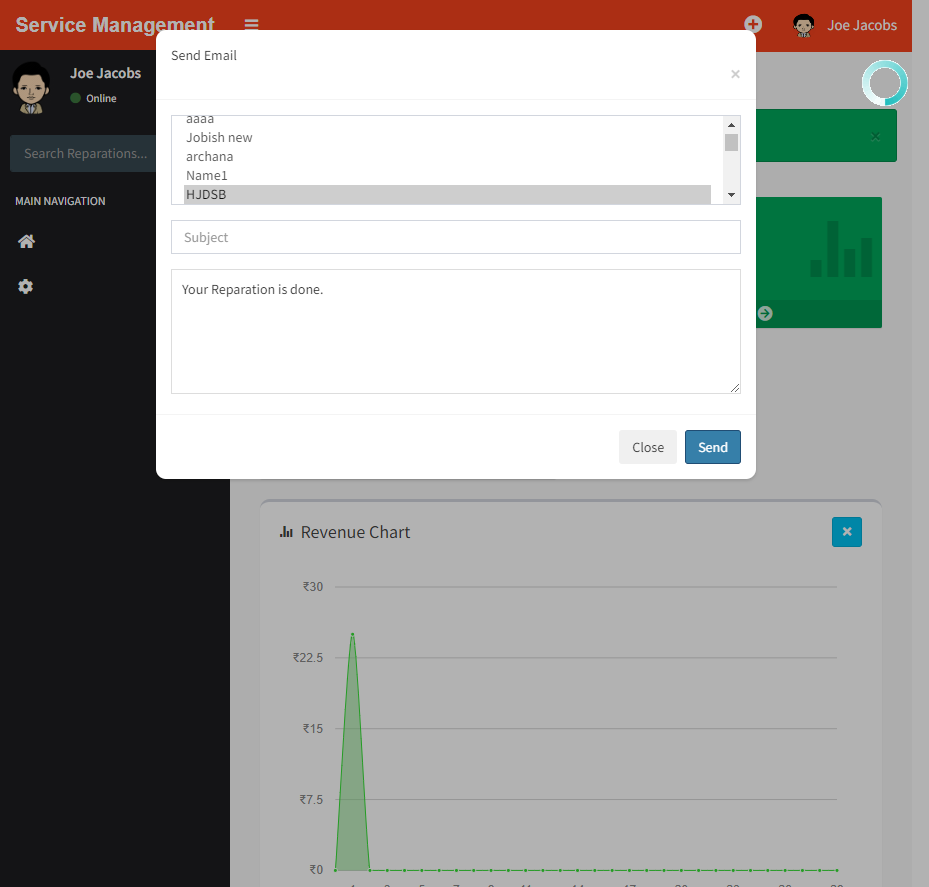 Service Management
Joe Jacobs
Send Email
×
Joe Jacobs
Online
Search Reparations...
MAIN NAVIGATION
aaaa
Jobish new
archana
Name1
HJDSB
Subject
Your Reparation is done.
Close
Send
Revenue Chart
₹30
₹22.5
₹15
₹7.5
₹0